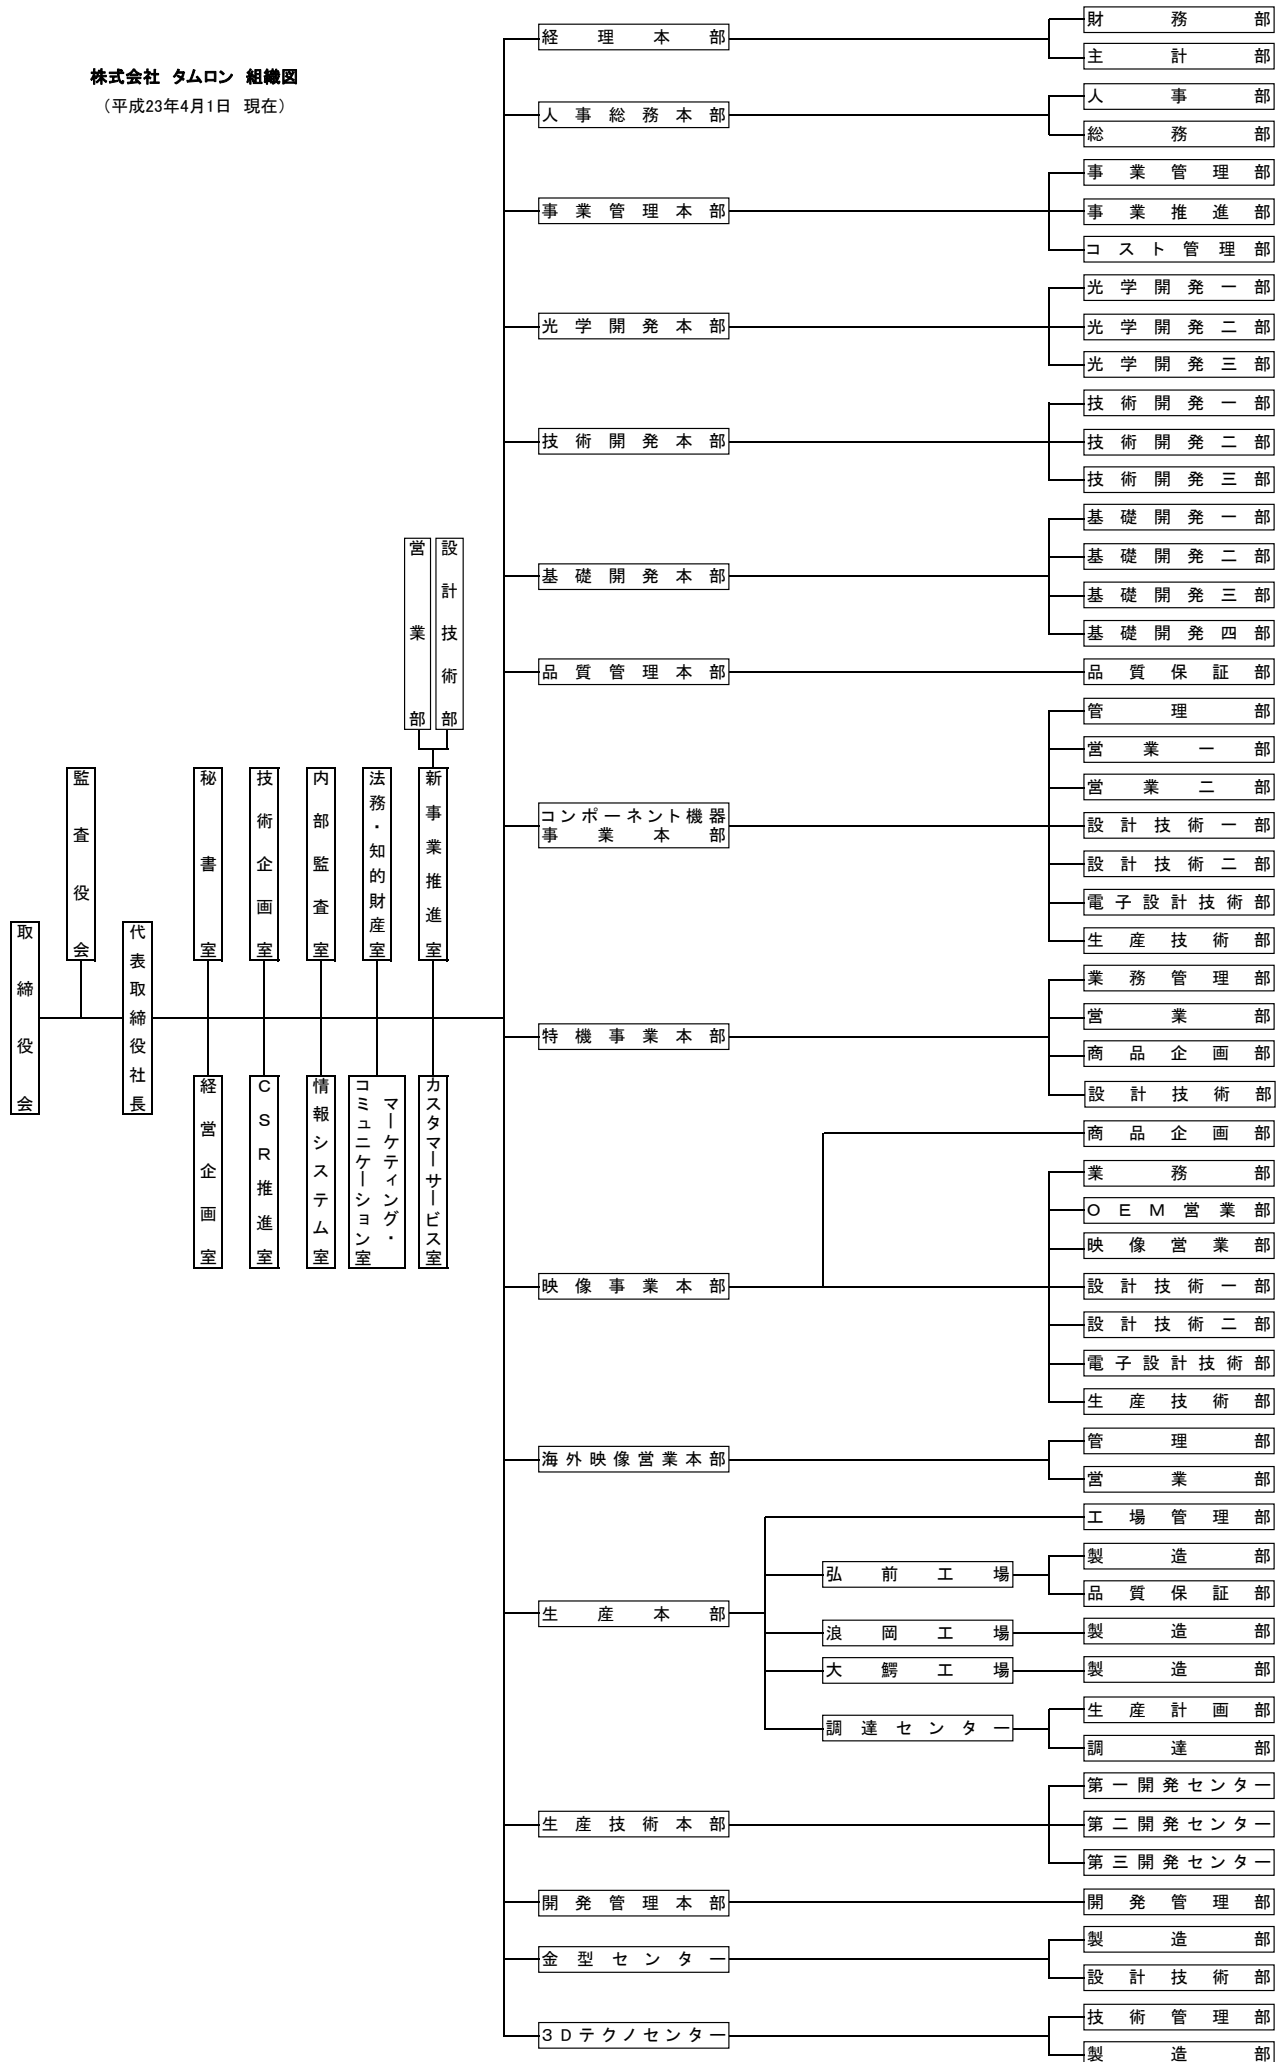 株式会社 タムロン 組織図
（平成23年4月1日 現在）
取締役会
監査役会
代表取締役社長
秘書室
技術企画室
内部監査室
法務・知的財産室
新事業推進室
営業部
設計技術部
経営企画室
CSR推進室
情報システム室
マーケティング・
コミュニケーション室
カスタマーサービス室
経理本部
財務部
主計部
人事総務本部
人事部
総務部
事業管理本部
事業管理部
事業推進部
コスト管理部
光学開発本部
光学開発一部
光学開発二部
光学開発三部
技術開発本部
技術開発一部
技術開発二部
技術開発三部
基礎開発本部
基礎開発一部
基礎開発二部
基礎開発三部
基礎開発四部
品質管理本部
品質保証部
コンポーネント機器
事業本部
管理部
営業一部
営業二部
設計技術一部
設計技術二部
電子設計技術部
生産技術部
特機事業本部
業務管理部
営業部
商品企画部
設計技術部
映像事業本部
商品企画部
業務部
OEM営業部
映像営業部
設計技術一部
設計技術二部
電子設計技術部
生産技術部
海外映像営業本部
管理部
営業部
生産本部
工場管理部
弘前工場
製造部
品質保証部
浪岡工場
製造部
大鰐工場
製造部
調達センター
生産計画部
調達部
生産技術本部
第一開発センター
第二開発センター
第三開発センター
開発管理本部
開発管理部
金型センター
製造部
設計技術部
3Dテクノセンター
技術管理部
製造部